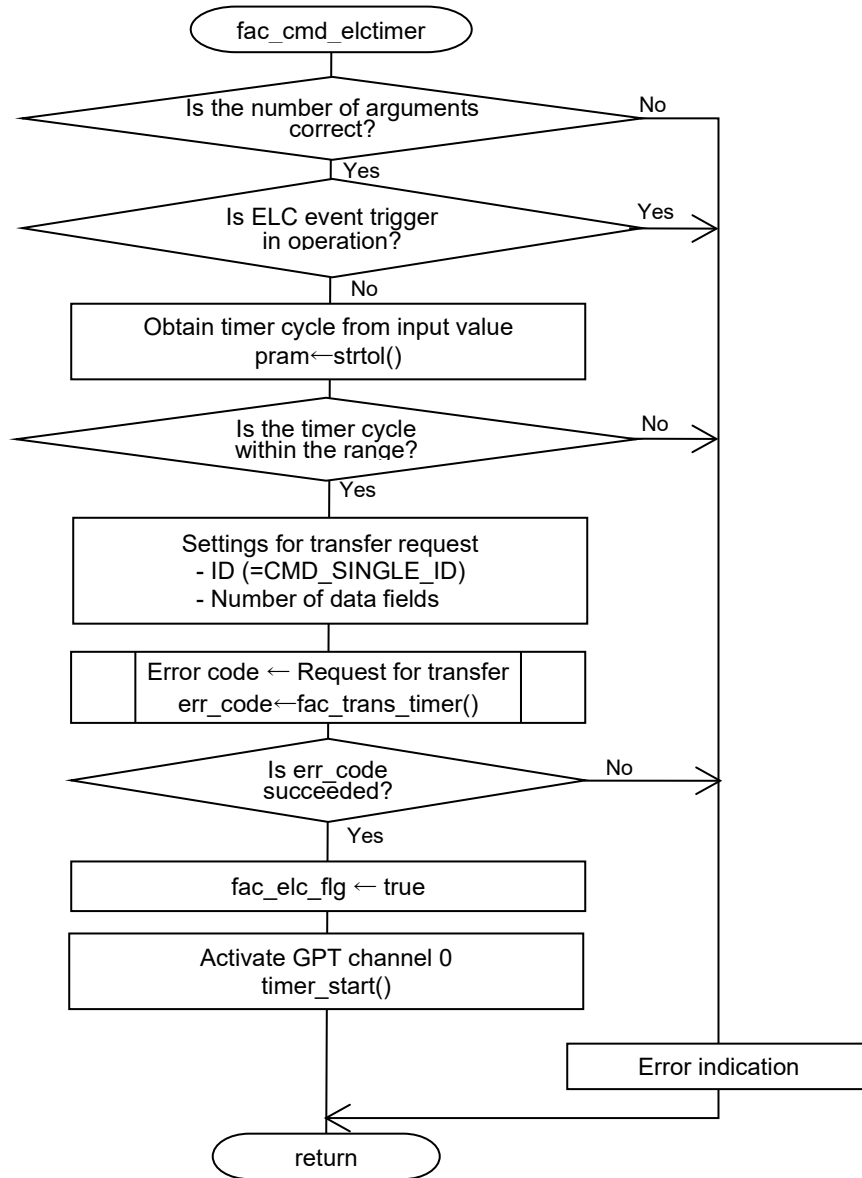 fac_cmd_elctimer
Is the number of arguments
correct?
No
Yes
Is ELC event trigger
in operation?
Yes
No
Obtain timer cycle from input value
pram←strtol()
Is the timer cycle
within the range?
No
Yes
Settings for transfer request
- ID (=CMD_SINGLE_ID)
- Number of data fields
Error code ← Request for transfer
err_code←fac_trans_timer()
Is err_code
succeeded?
No
Yes
fac_elc_flg ← true
Activate GPT channel 0
timer_start()
Error indication
return